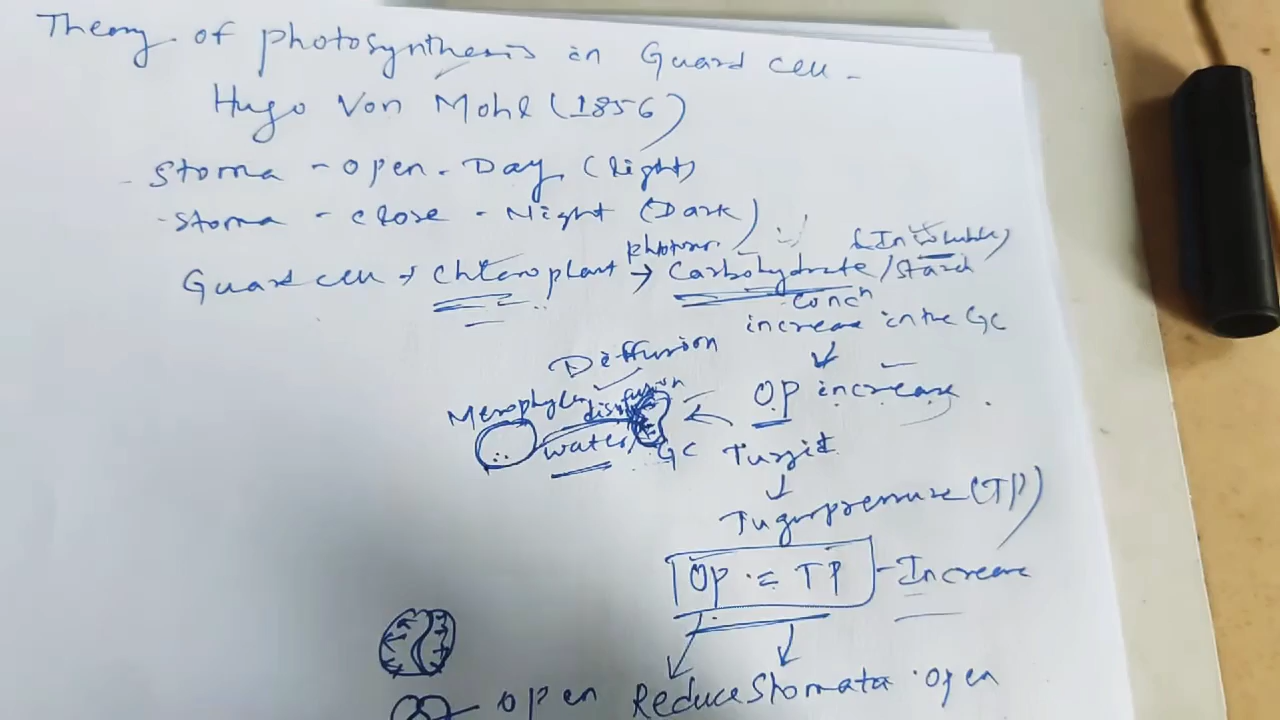 Theory of photosynthesis in Guard cell -
Hugo Von Mohl (1856)
- Stoma - open - Day (light)
- Stoma - close - Night (Dark)
Guard cell → Chloroplast → Carbohydrate/starch
(Insoluble)
concn
increase in the GC
Diffusion
OP increase
Mesophyll
water
GC Turgid
Turgorpressure (TP)
OP = TP - Increase
open Reduce Stomata open